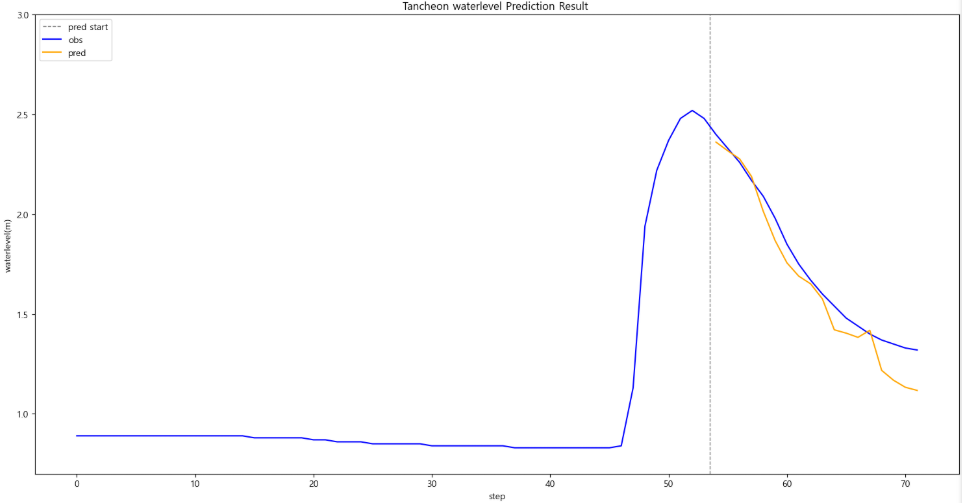 Tancheon waterlevel Prediction Result
pred start
obs
pred
waterlevel(m)
3.0
2.5
2.0
1.5
1.0
0 10 20 30 40 50 60 70
step